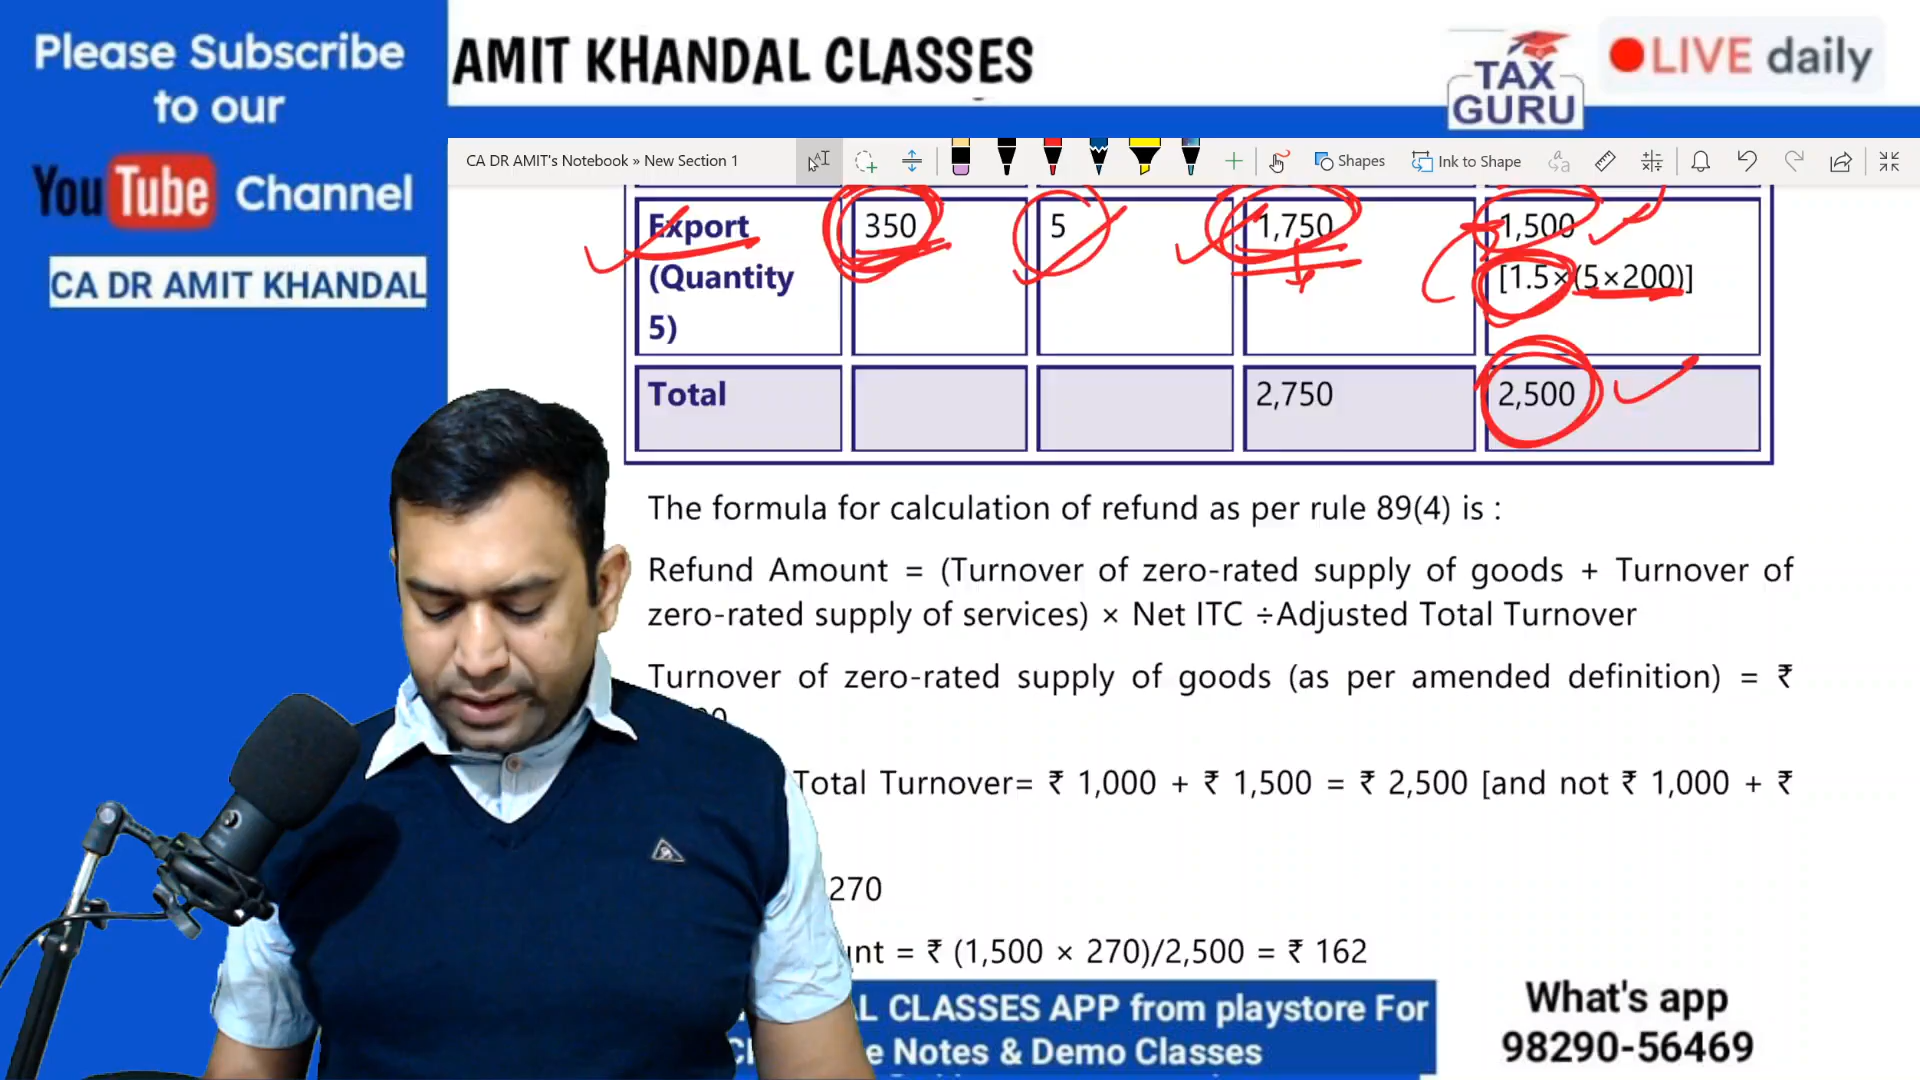 Please Subscribe
to our
YouTube Channel
CA DR AMIT KHANDAL
AMIT KHANDAL CLASSES
TAX
GURU
LIVE daily
CA DR AMIT's Notebook » New Section 1
Shapes
Ink to Shape
Export
(Quantity
5)
350
5
1,750
1,500
[1.5×(5×200)]
Total
2,750
2,500
The formula for calculation of refund as per rule 89(4) is :
Refund Amount = (Turnover of zero-rated supply of goods + Turnover of
zero-rated supply of services) × Net ITC ÷Adjusted Total Turnover
Turnover of zero-rated supply of goods (as per amended definition) = ₹
Total Turnover= ₹ 1,000 + ₹ 1,500 = ₹ 2,500 [and not ₹ 1,000 + ₹
270
= ₹ (1,500 × 270)/2,500 = ₹ 162
CLASSES APP from playstore For
Notes & Demo Classes
What's app
98290-56469